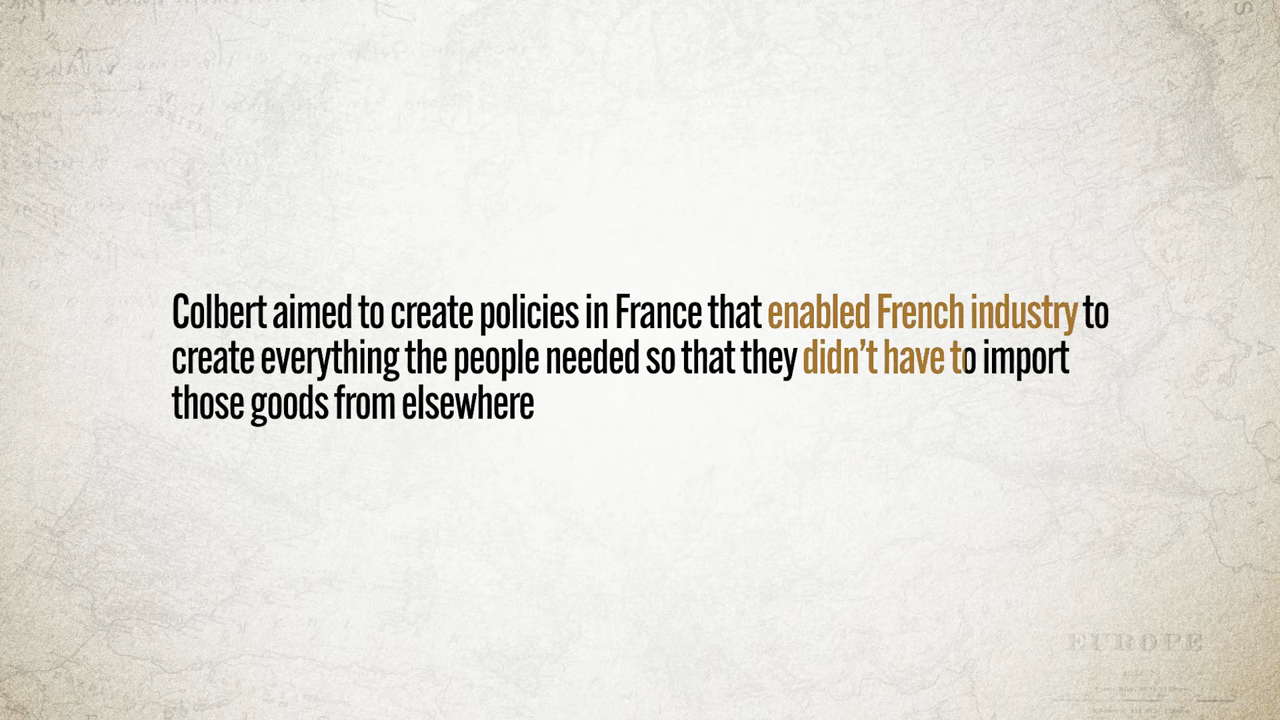 Colbert aimed to create policies in France that enabled French industry to
create everything the people needed so that they didn’t have to import
those goods from elsewhere
EUROPE